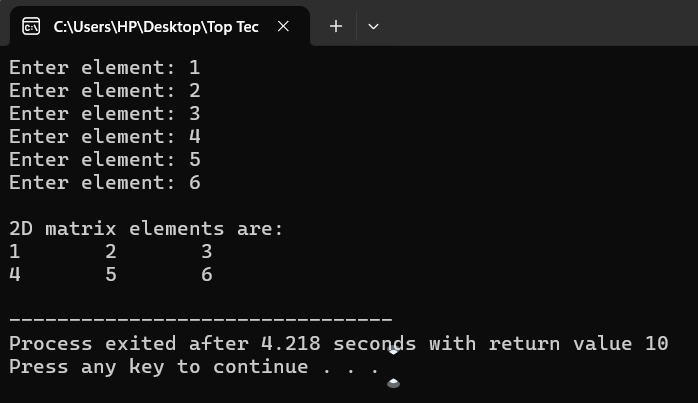 C:\Users\HP\Desktop\Top Tec
Enter element: 1
Enter element: 2
Enter element: 3
Enter element: 4
Enter element: 5
Enter element: 6
2D matrix elements are:
1 2 3
4 5 6
--------------------------------
Process exited after 4.218 seconds with return value 10
Press any key to continue . . .